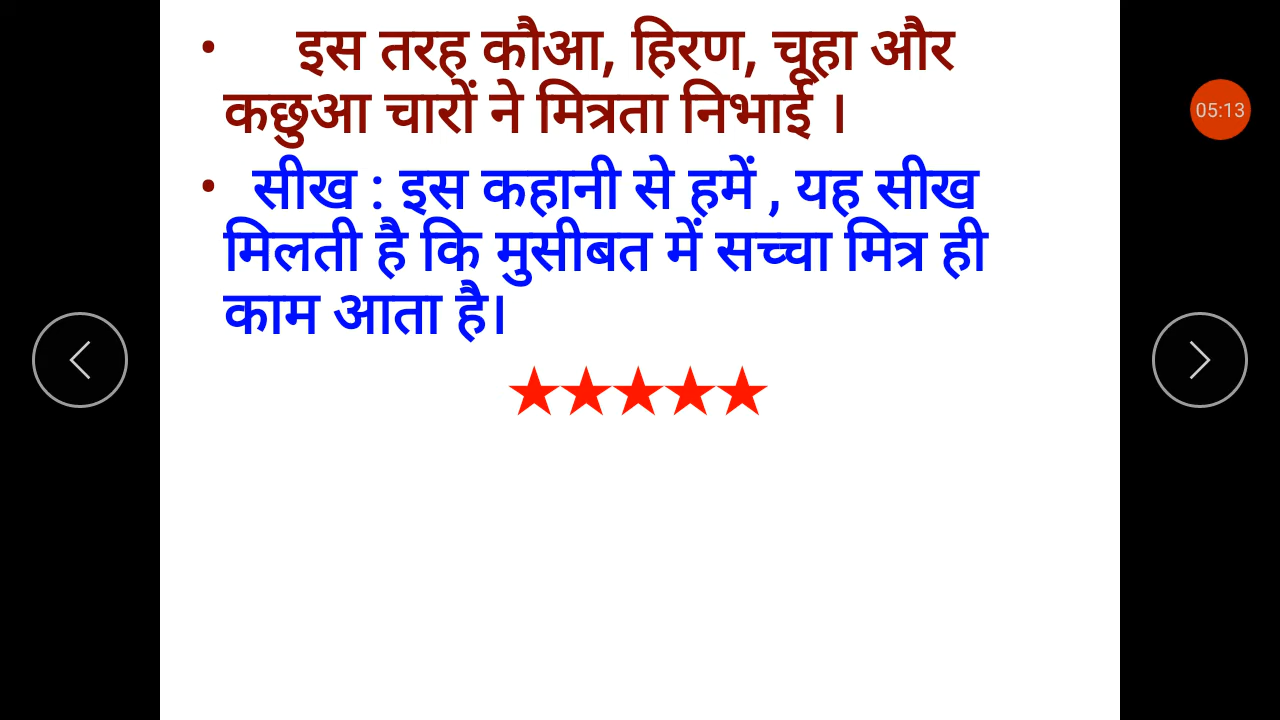 • इस तरह कौआ, हिरण, चूहा और
कछुआ चारों ने मित्रता निभाई ।
• सीख : इस कहानी से हमें , यह सीख
मिलती है कि मुसीबत में सच्चा मित्र ही
काम आता है।
★★★★★
05:13